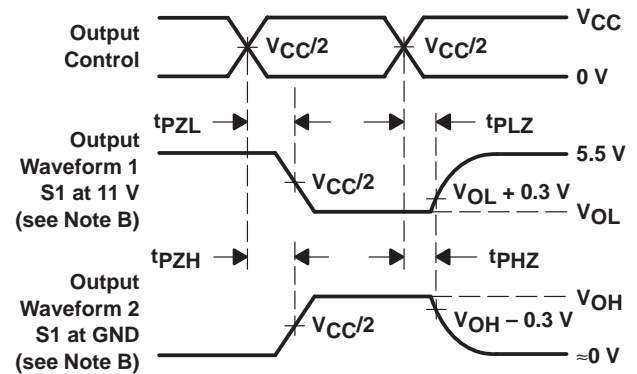 Output
Control
VCC/2
VCC/2
VCC
0 V
tPZL
tPLZ
Output
Waveform 1
S1 at 11 V
(see Note B)
VCC/2
5.5 V
VOL + 0.3 V
VOL
tPZH
tPHZ
Output
Waveform 2
S1 at GND
(see Note B)
VCC/2
VOH
VOH – 0.3 V
≈0 V